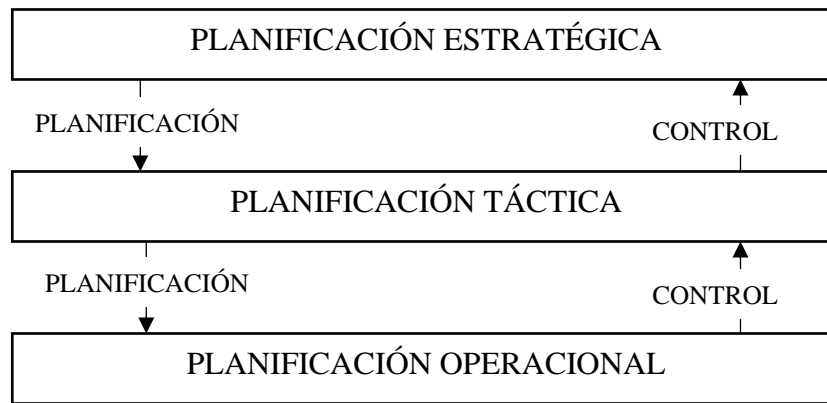 PLANIFICACIÓN ESTRATÉGICA
PLANIFICACIÓN
CONTROL
PLANIFICACIÓN TÁCTICA
PLANIFICACIÓN
CONTROL
PLANIFICACIÓN OPERACIONAL